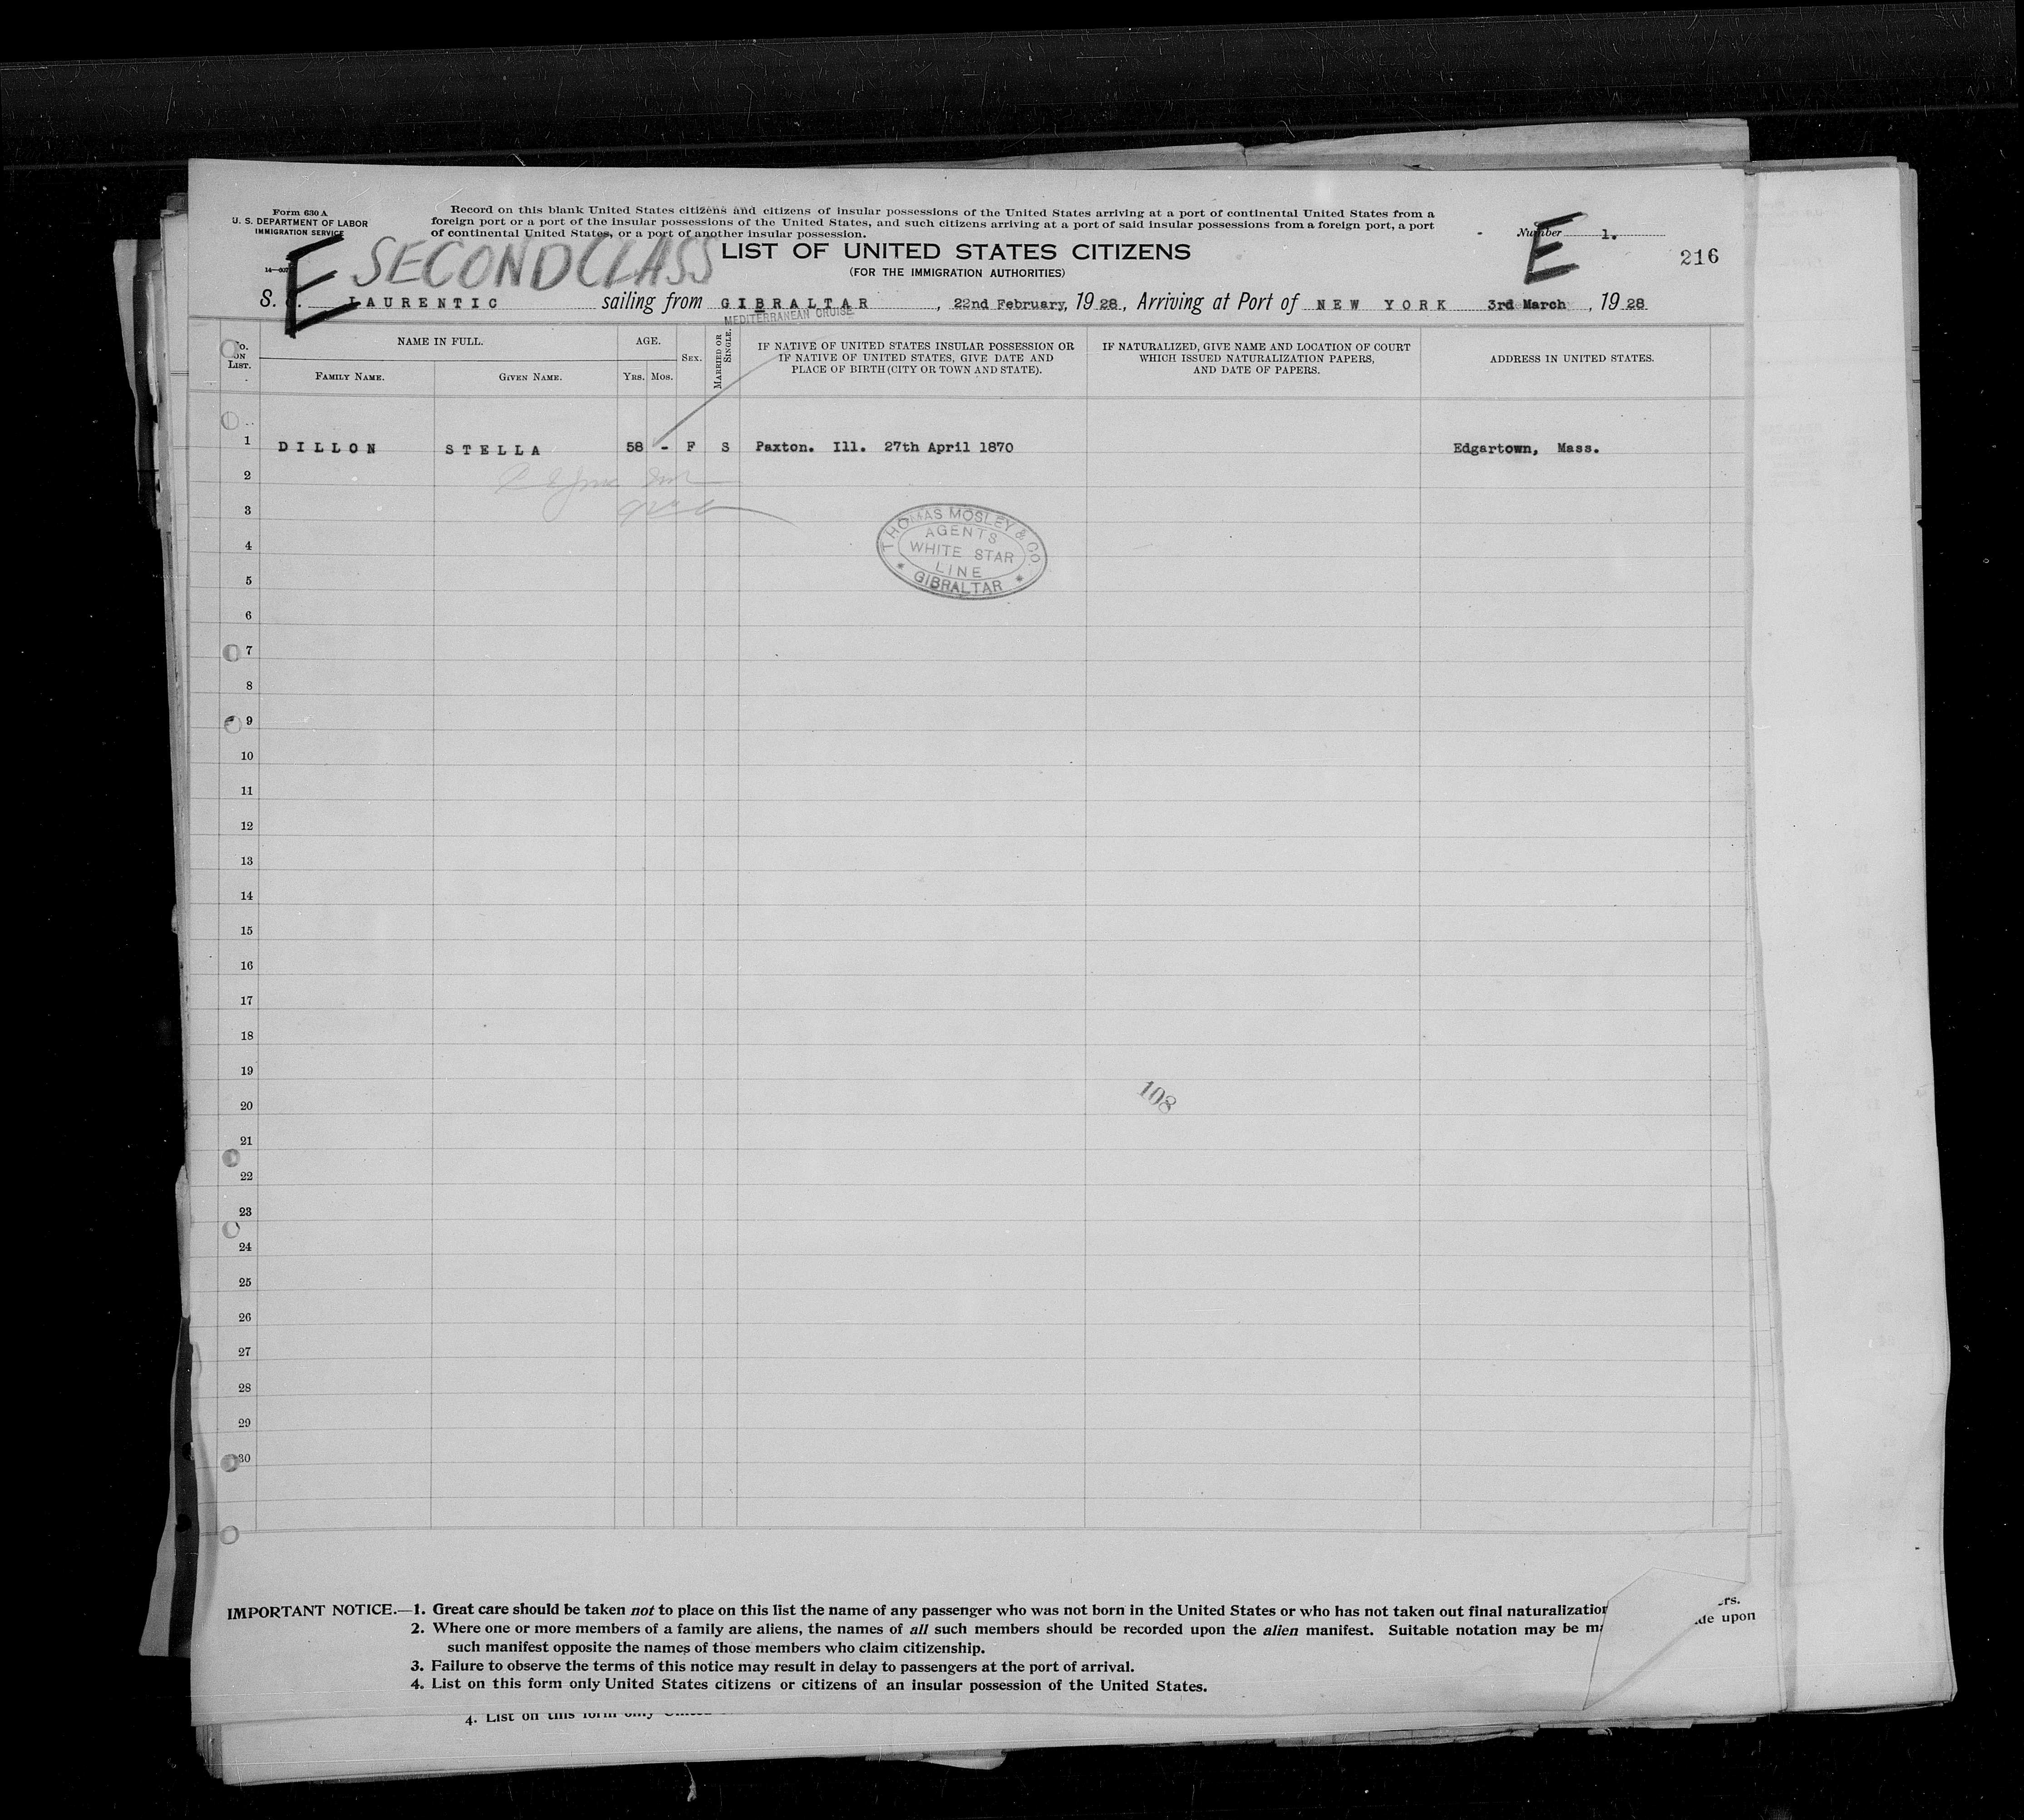 Form 630 A
U. S. DEPARTMENT OF LABOR
IMMIGRATION SERVICE
Record on this blank United States citizens and citizens of insular possessions of the United States arriving at a port of continental United States from a
foreign port or a port of the insular possessions of the United States, and such citizens arriving at a port of said insular possessions from a foreign port, a port
of continental United States, or a port of another insular possession.
Number 1.
E
E
SECOND CLASS
LIST OF UNITED STATES CITIZENS
216
(FOR THE IMMIGRATION AUTHORITIES)
S. LAURENTIC sailing from GIBRALTAR, 22nd February, 1928, Arriving at Port of NEW YORK 3rd March, 1928
MEDITERRANEAN CRUISE
No. ON LIST.
NAME IN FULL.
FAMILY NAME.
GIVEN NAME.
AGE.
YRS. MOS.
SEX.
MARRIED OR SINGLE.
IF NATIVE OF UNITED STATES INSULAR POSSESSION OR
IF NATIVE OF UNITED STATES, GIVE DATE AND
PLACE OF BIRTH (CITY OR TOWN AND STATE).
IF NATURALIZED, GIVE NAME AND LOCATION OF COURT
WHICH ISSUED NATURALIZATION PAPERS,
AND DATE OF PAPERS.
ADDRESS IN UNITED STATES.
1 DILLON STELLA 58 - F S Paxton. Ill. 27th April 1870 Edgartown, Mass.
2
3
THOMAS MOSLEY & CO.
AGENTS
WHITE STAR
LINE
* GIBRALTAR *
4
5
6
7
8
9
10
11
12
13
14
15
16
17
18
19
108
20
21
22
23
24
25
26
27
28
29
30
IMPORTANT NOTICE.—1. Great care should be taken not to place on this list the name of any passenger who was not born in the United States or who has not taken out final naturalization
2. Where one or more members of a family are aliens, the names of all such members should be recorded upon the alien manifest. Suitable notation may be ma de upon
such manifest opposite the names of those members who claim citizenship.
3. Failure to observe the terms of this notice may result in delay to passengers at the port of arrival.
4. List on this form only United States citizens or citizens of an insular possession of the United States.
4. List on this form only